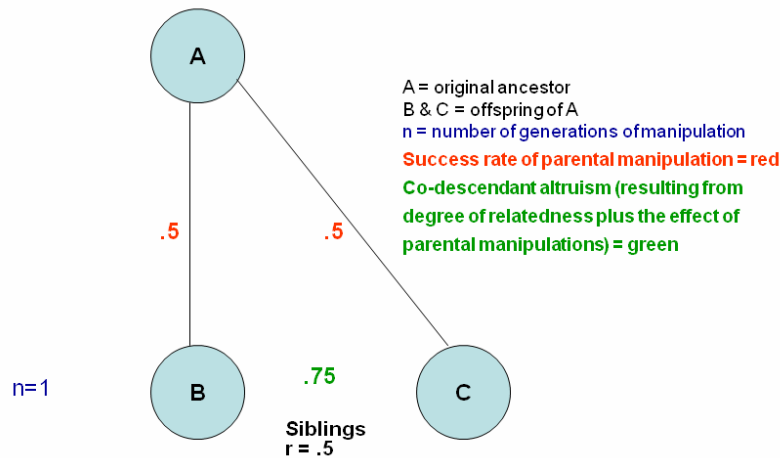 A
A = original ancestor
B & C = offspring of A
n = number of generations of manipulation
Success rate of parental manipulation = red
Co-descendant altruism (resulting from
degree of relatedness plus the effect of
parental manipulations) = green
.5
.5
n=1
B
.75
C
Siblings
r = .5